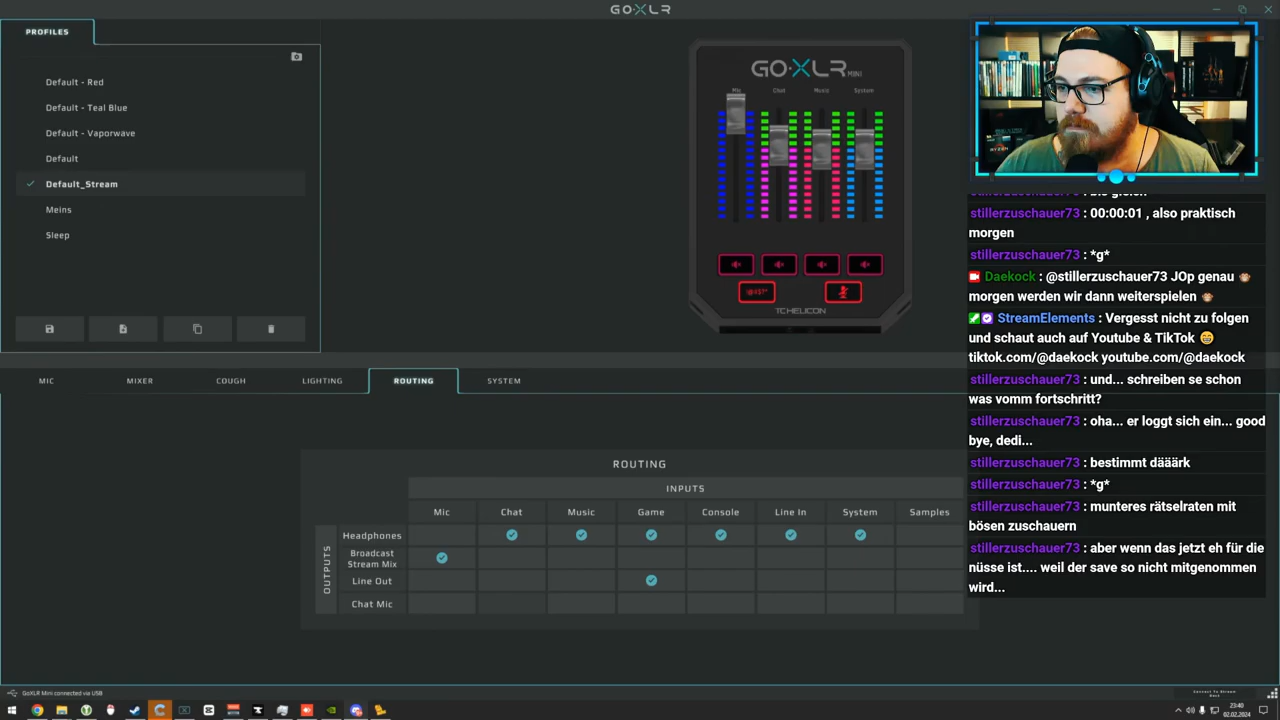 GO-XLR
PROFILES
Default - Red
Default - Teal Blue
Default - Vaporwave
Default
Default_Stream
Meins
Sleep
GO-XLR MINI
Mic Chat Music System
!@#$?*
TC HELICON
MIC MIXER COUGH LIGHTING ROUTING SYSTEM
ROUTING
INPUTS
Mic Chat Music Game Console Line In System Samples
OUTPUTS
Headphones
Broadcast
Stream Mix
Line Out
Chat Mic
stillerzuschauer73 : bis gleich
stillerzuschauer73 : 00:00:01 , also praktisch
morgen
stillerzuschauer73 : *g*
Daekock : @stillerzuschauer73 JOp genau 🐵
morgen werden wir dann weiterspielen 🐵
StreamElements : Vergesst nicht zu folgen
und schaut auch auf Youtube & TikTok 😁
tiktok.com/@daekock youtube.com/@daekock
stillerzuschauer73 : und... schreiben se schon
was vomm fortschritt?
stillerzuschauer73 : oha... er loggt sich ein... good
bye, dedi...
stillerzuschauer73 : bestimmt dääärk
stillerzuschauer73 : *g*
stillerzuschauer73 : munteres rätselraten mit
bösen zuschauern
stillerzuschauer73 : aber wenn das jetzt eh für die
nüsse ist.... weil der save so nicht mitgenommen
wird...
GoXLR Mini connected via USB
23:40
02.02.2024